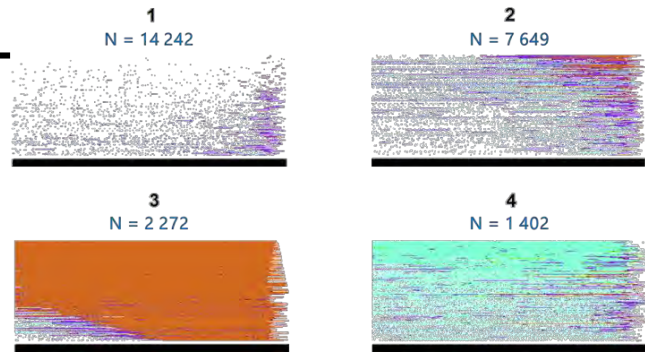 1
N = 14 242
2
N = 7 649
3
N = 2 272
4
N = 1 402